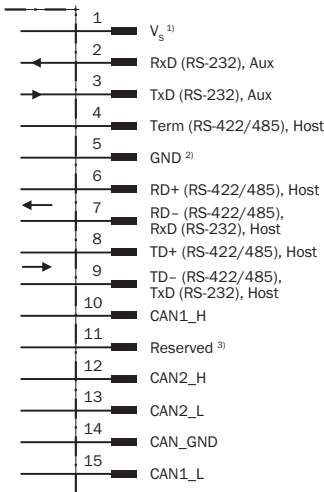 1
Vs 1)
2
RxD (RS-232), Aux
3
TxD (RS-232), Aux
4
Term (RS-422/485), Host
5
GND 2)
6
RD+ (RS-422/485), Host
7
RD– (RS-422/485),
RxD (RS-232), Host
8
TD+ (RS-422/485), Host
9
TD– (RS-422/485),
TxD (RS-232), Host
10
CAN1_H
11
Reserved 3)
12
CAN2_H
13
CAN2_L
14
CAN_GND
15
CAN1_L